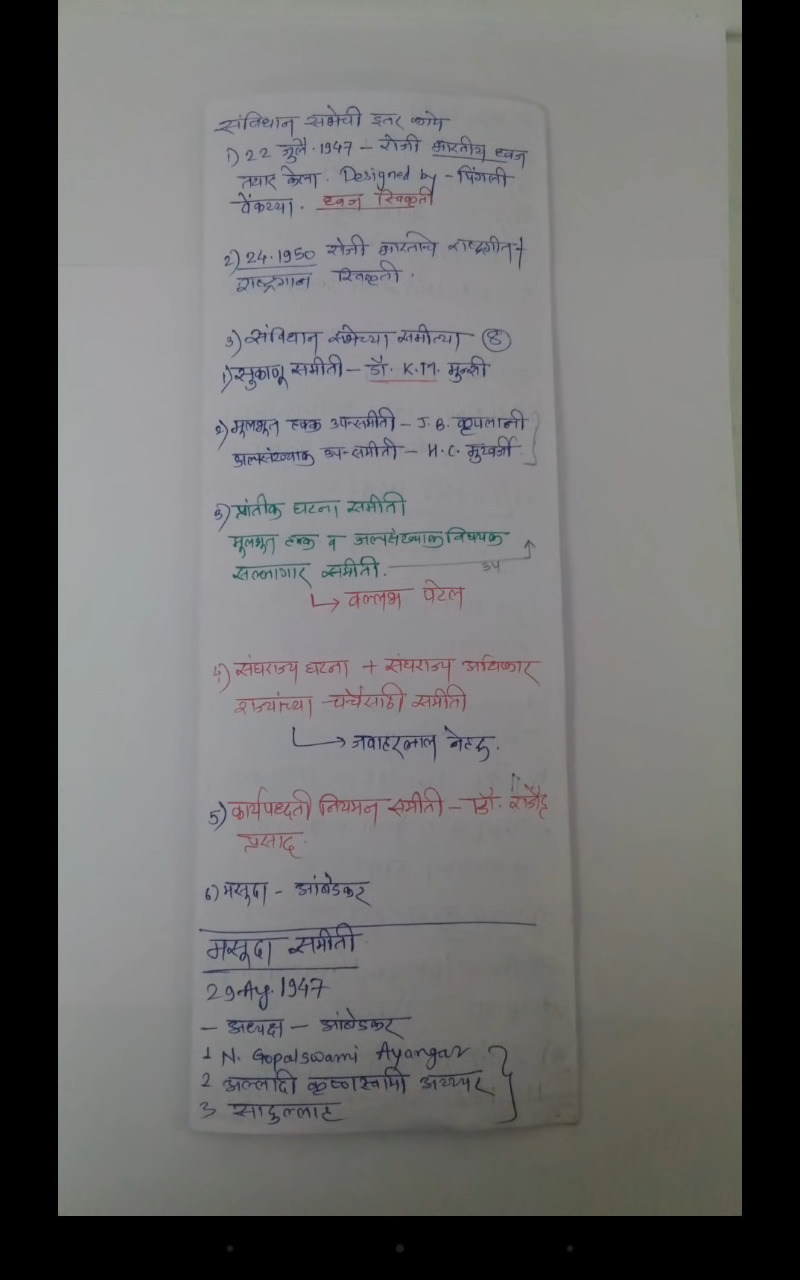 संविधान सभेची इतर कामे
1) 22 जुलै. 1947 - रोजी भारतीय ध्वज
तयार केला. Designed by - पिंगली
वेंकय्या. ध्वज स्विकृती
2) 24.1950 रोजी भारताचे राष्ट्रगीत +
राष्ट्रगान स्विकृती.
3) संविधान सभेच्या समीत्या (8)
1) सुकाणू समीती - डॉ. K.M. मुन्शी
2) मूलभूत हक्क उपसमीती - J.B. कृपलानी
अल्पसंख्याक उपसमीती - H.C. मुखर्जी
3) प्रांतीक घटना समीती
मूलभूत हक्क व अल्पसंख्याक विषयक
सल्लागार समीती. उप
→ वल्लभ पटेल
4) संघराज्य घटना + संघराज्य अधिकार
राज्यांच्या चर्चेसाठी समीती
→ जवाहरलाल नेहरू.
5) कार्यपध्दती नियमन समीती - डॉ. राजेंद्र
प्रसाद
6) मसूदा - आंबेडकर
मसूदा समीती
29 Aug. 1947
- अध्यक्ष - आंबेडकर
1 N. Gopalswami Ayangar
2 अल्लादी कृष्णस्वामी अय्यर
3 सादुल्लाह